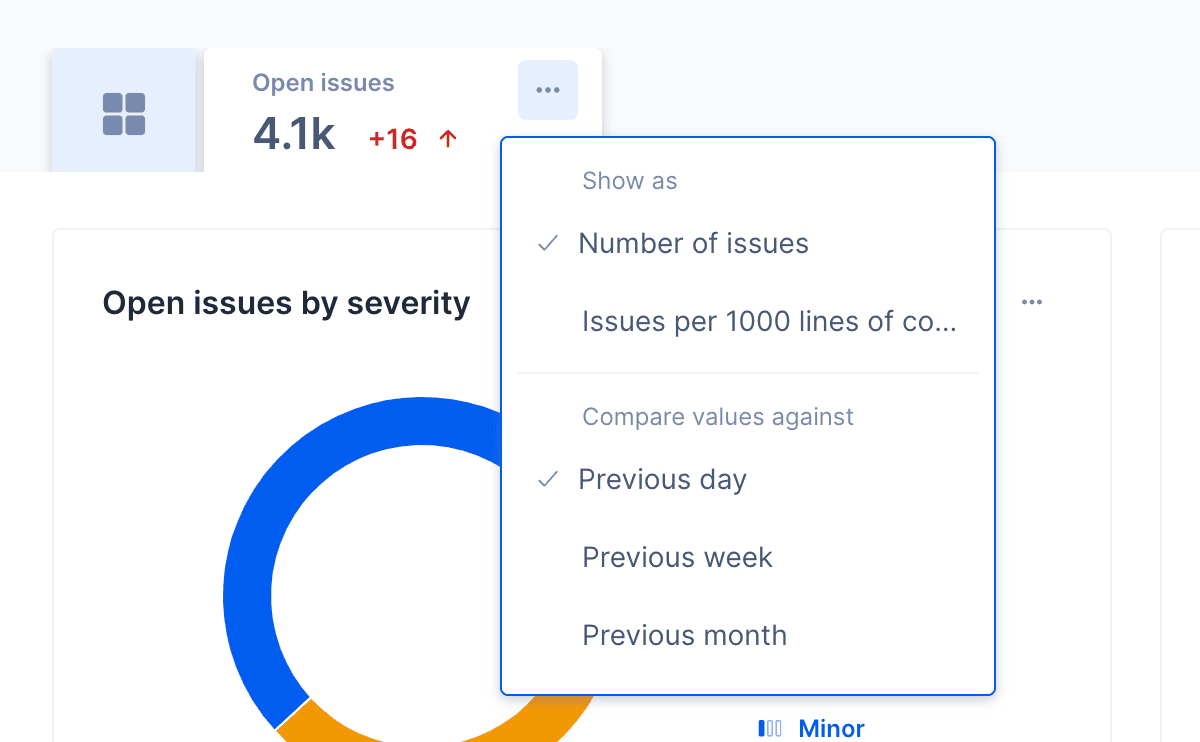 Open issues
4.1k +16 ↑
Show as
Number of issues
Open issues by severity
Issues per 1000 lines of co...
Compare values against
Previous day
Previous week
Previous month
Minor